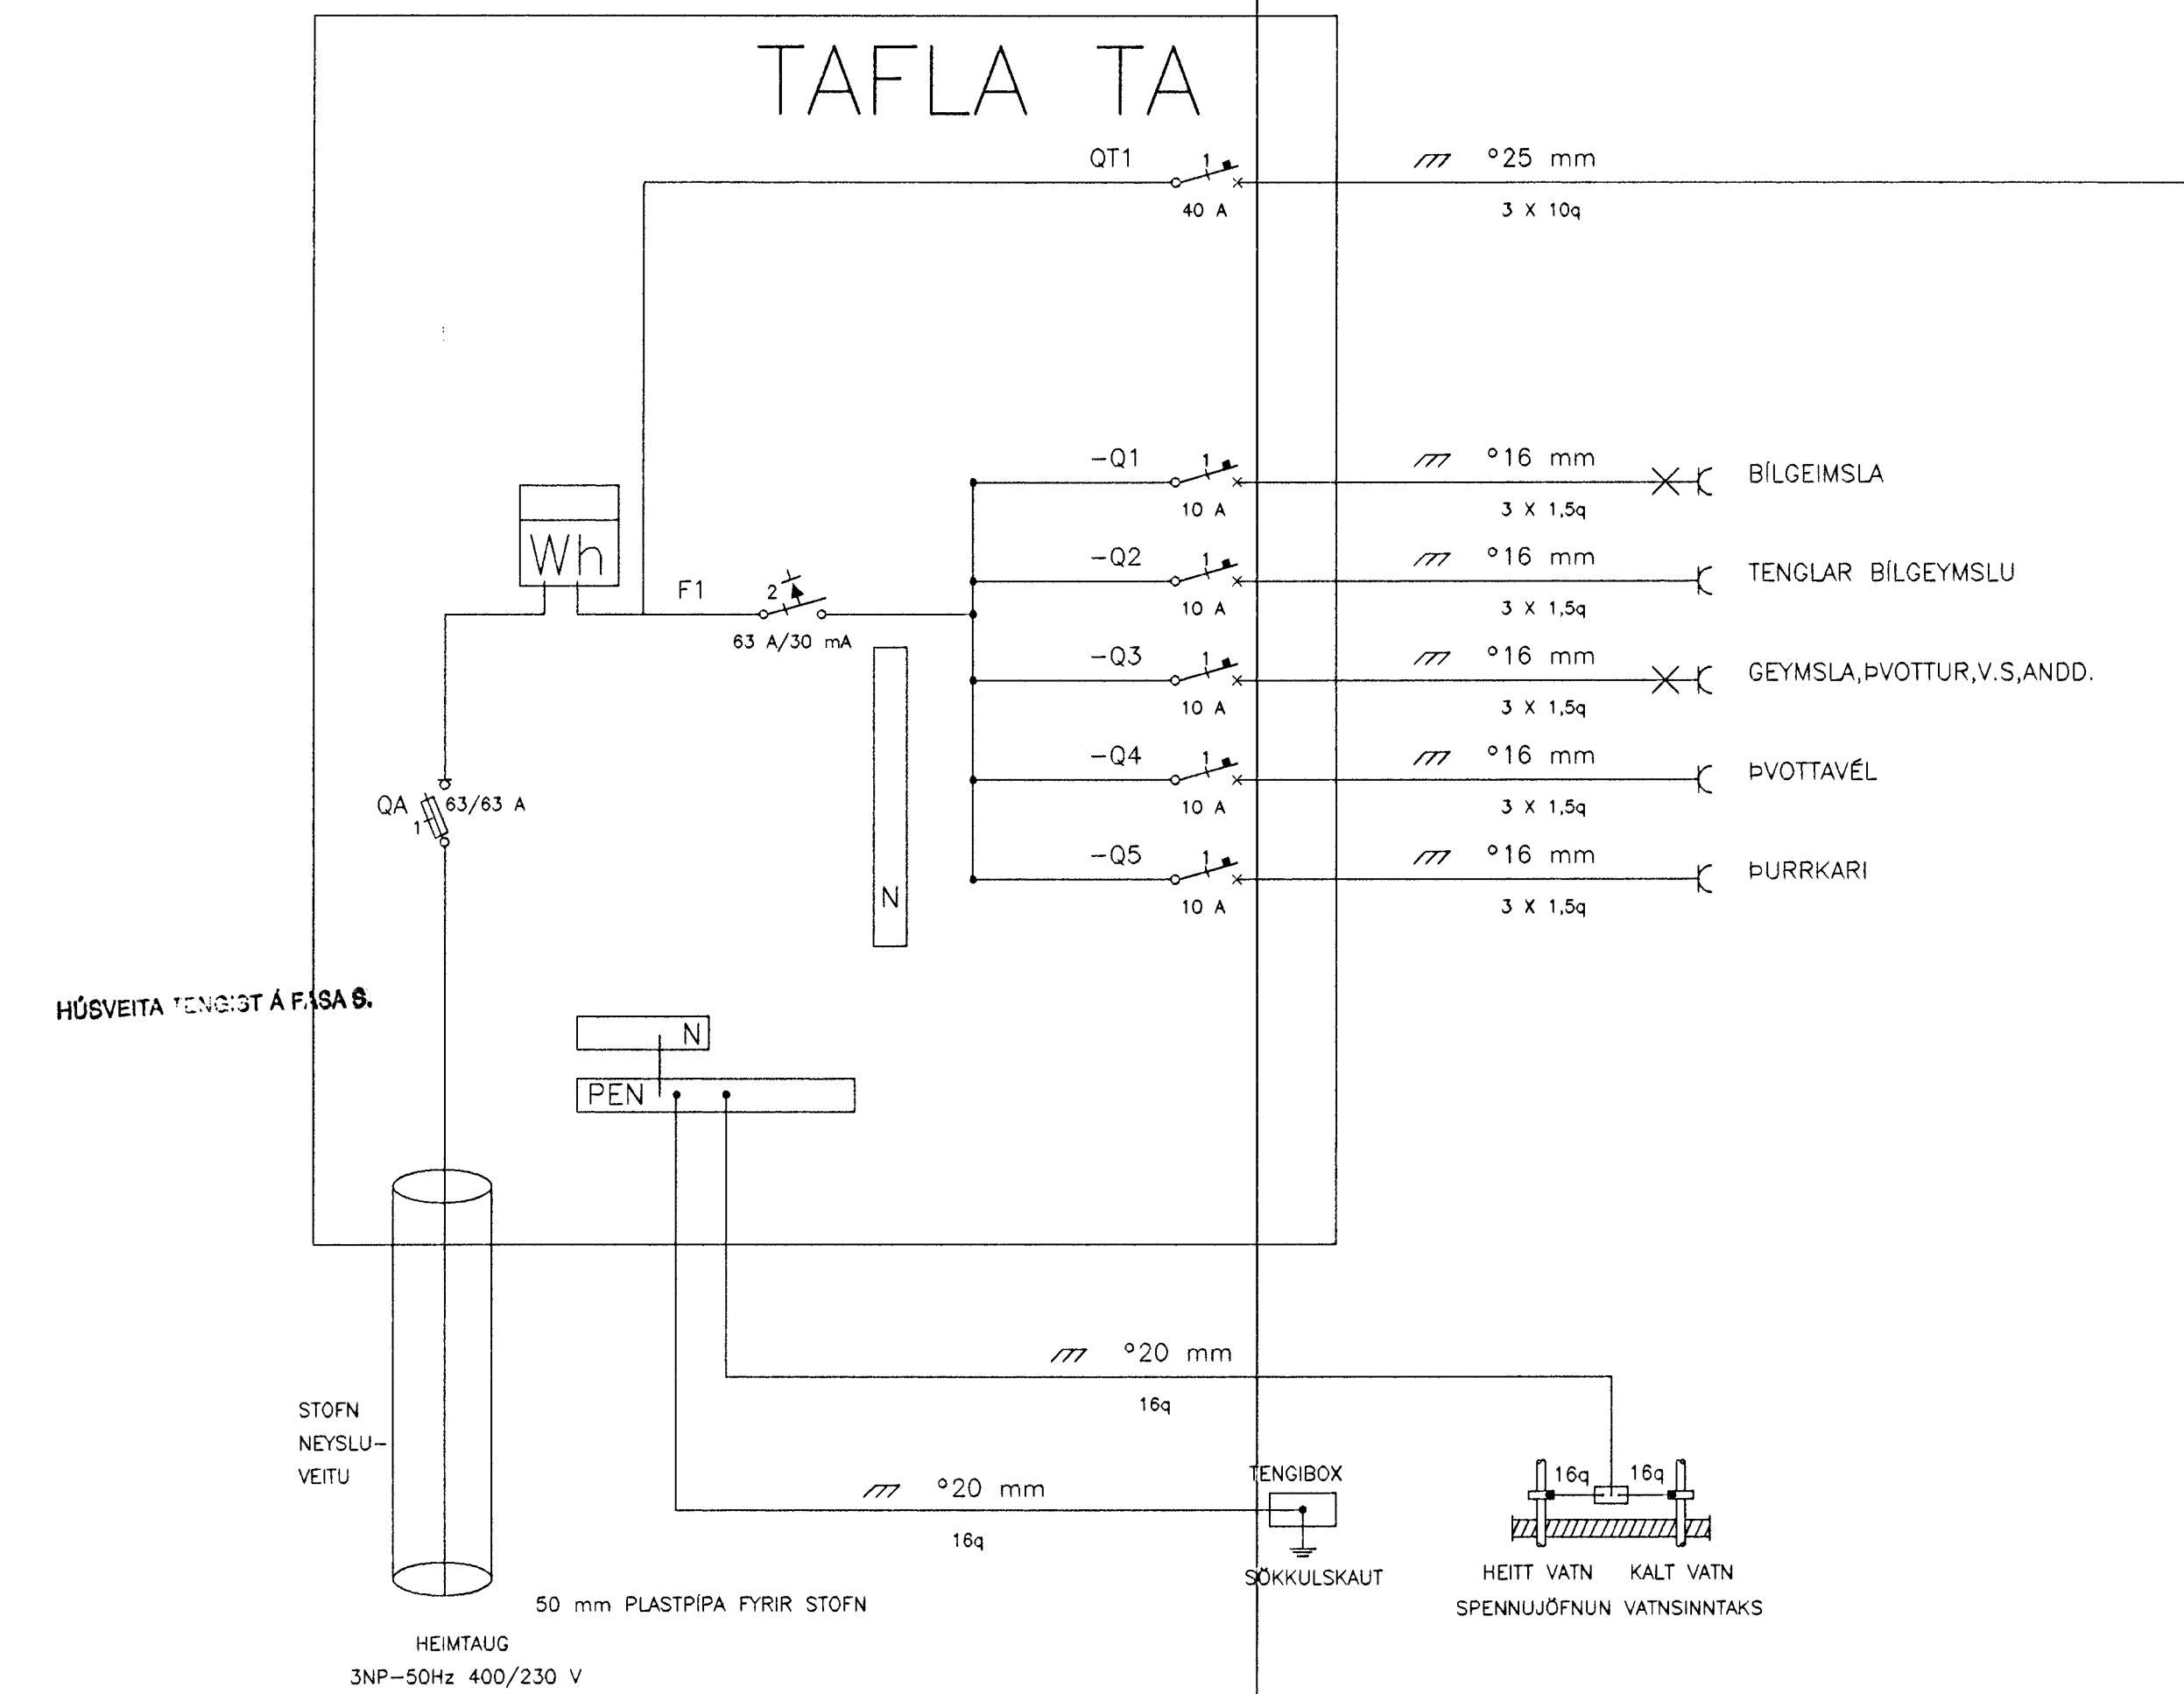 TAFLA TA
QT1 1 °25 mm
40 A 3 X 10q
-Q1 1 °16 mm BÍLGEIMSLA
10 A 3 X 1,5q
Wh
-Q2 1 °16 mm TENGLAR BÍLGEYMSLU
10 A 3 X 1,5q
F1 2
63 A/30 mA
-Q3 1 °16 mm GEYMSLA,ÞVOTTUR,V.S,ANDD.
10 A 3 X 1,5q
-Q4 1 °16 mm ÞVOTTAVÉL
10 A 3 X 1,5q
QA 1 63/63 A
-Q5 1 °16 mm ÞURRKARI
10 A 3 X 1,5q
N
HÚSVEITA TENGIST Á FASA S.
N
PEN
°20 mm
16q
STOFN
NEYSLU-
VEITU
°20 mm
16q
TENGIBOX
SÖKKULSKAUT
16q 16q
HEITT VATN KALT VATN
SPENNUJÖFNUN VATNSINNTAKS
50 mm PLASTPÍPA FYRIR STOFN
HEIMTAUG
3NP-50Hz 400/230 V